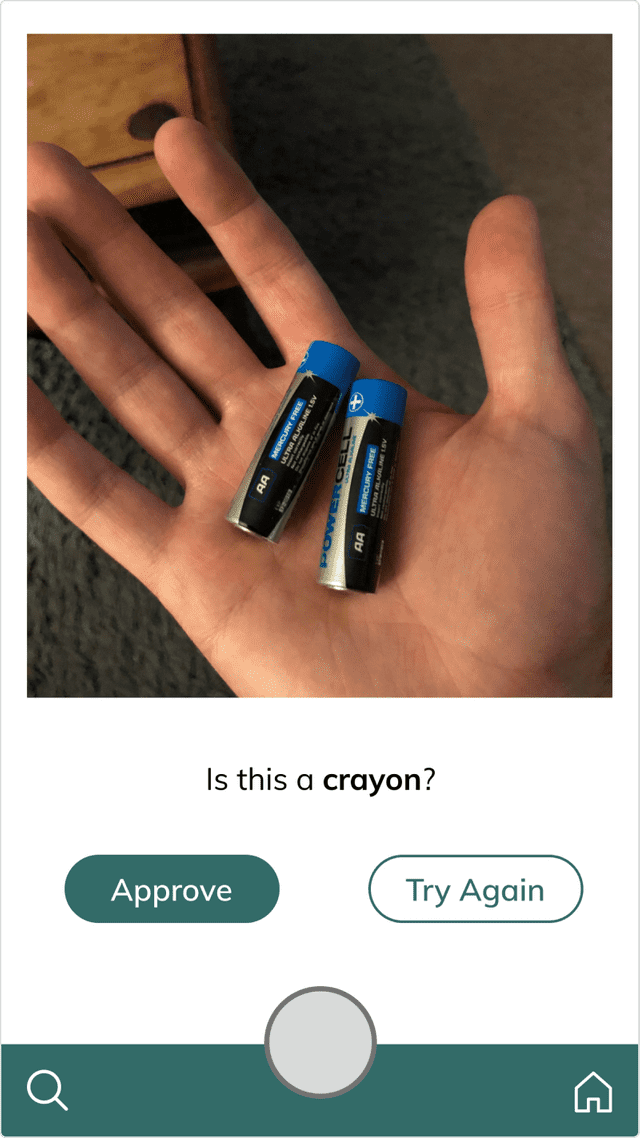 MERCURY FREE
ULTRA ALKALINE 1.5V
AA
POWERCELL
MERCURY FREE
ULTRA ALKALINE 1.5V
AA
Is this a crayon?
Approve
Try Again